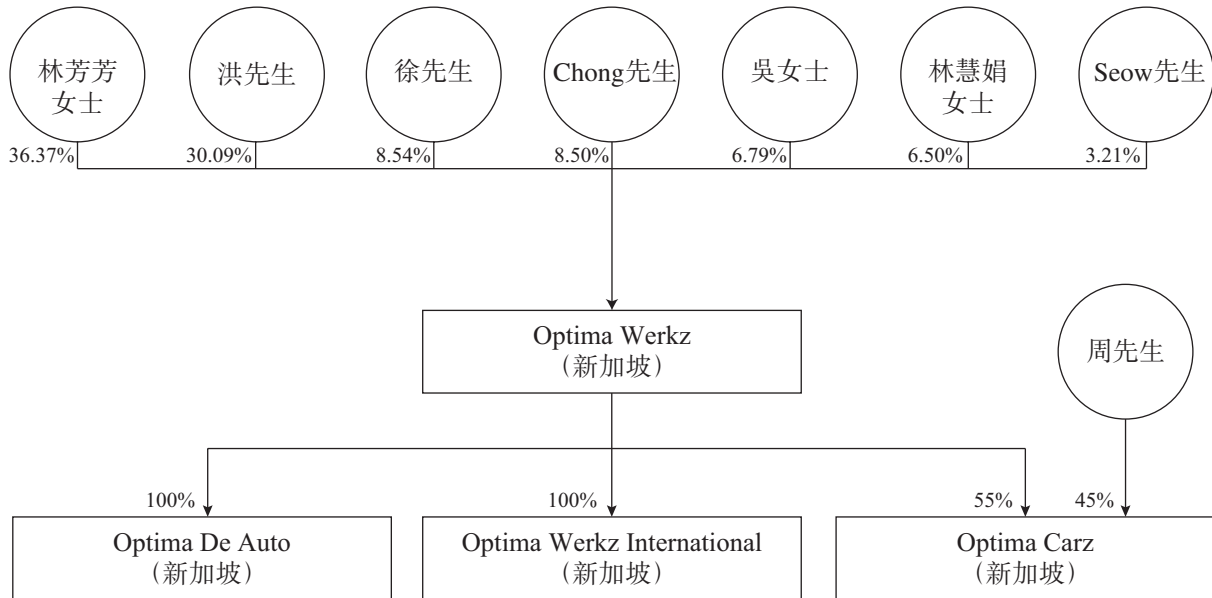 林芳芳
女士
洪先生
徐先生
Chong先生
吳女士
林慧娟
女士
Seow先生
36.37%
30.09%
8.54%
8.50%
6.79%
6.50%
3.21%
Optima Werkz
（新加坡）
周先生
100%
100%
55%
45%
Optima De Auto
（新加坡）
Optima Werkz International
（新加坡）
Optima Carz
（新加坡）